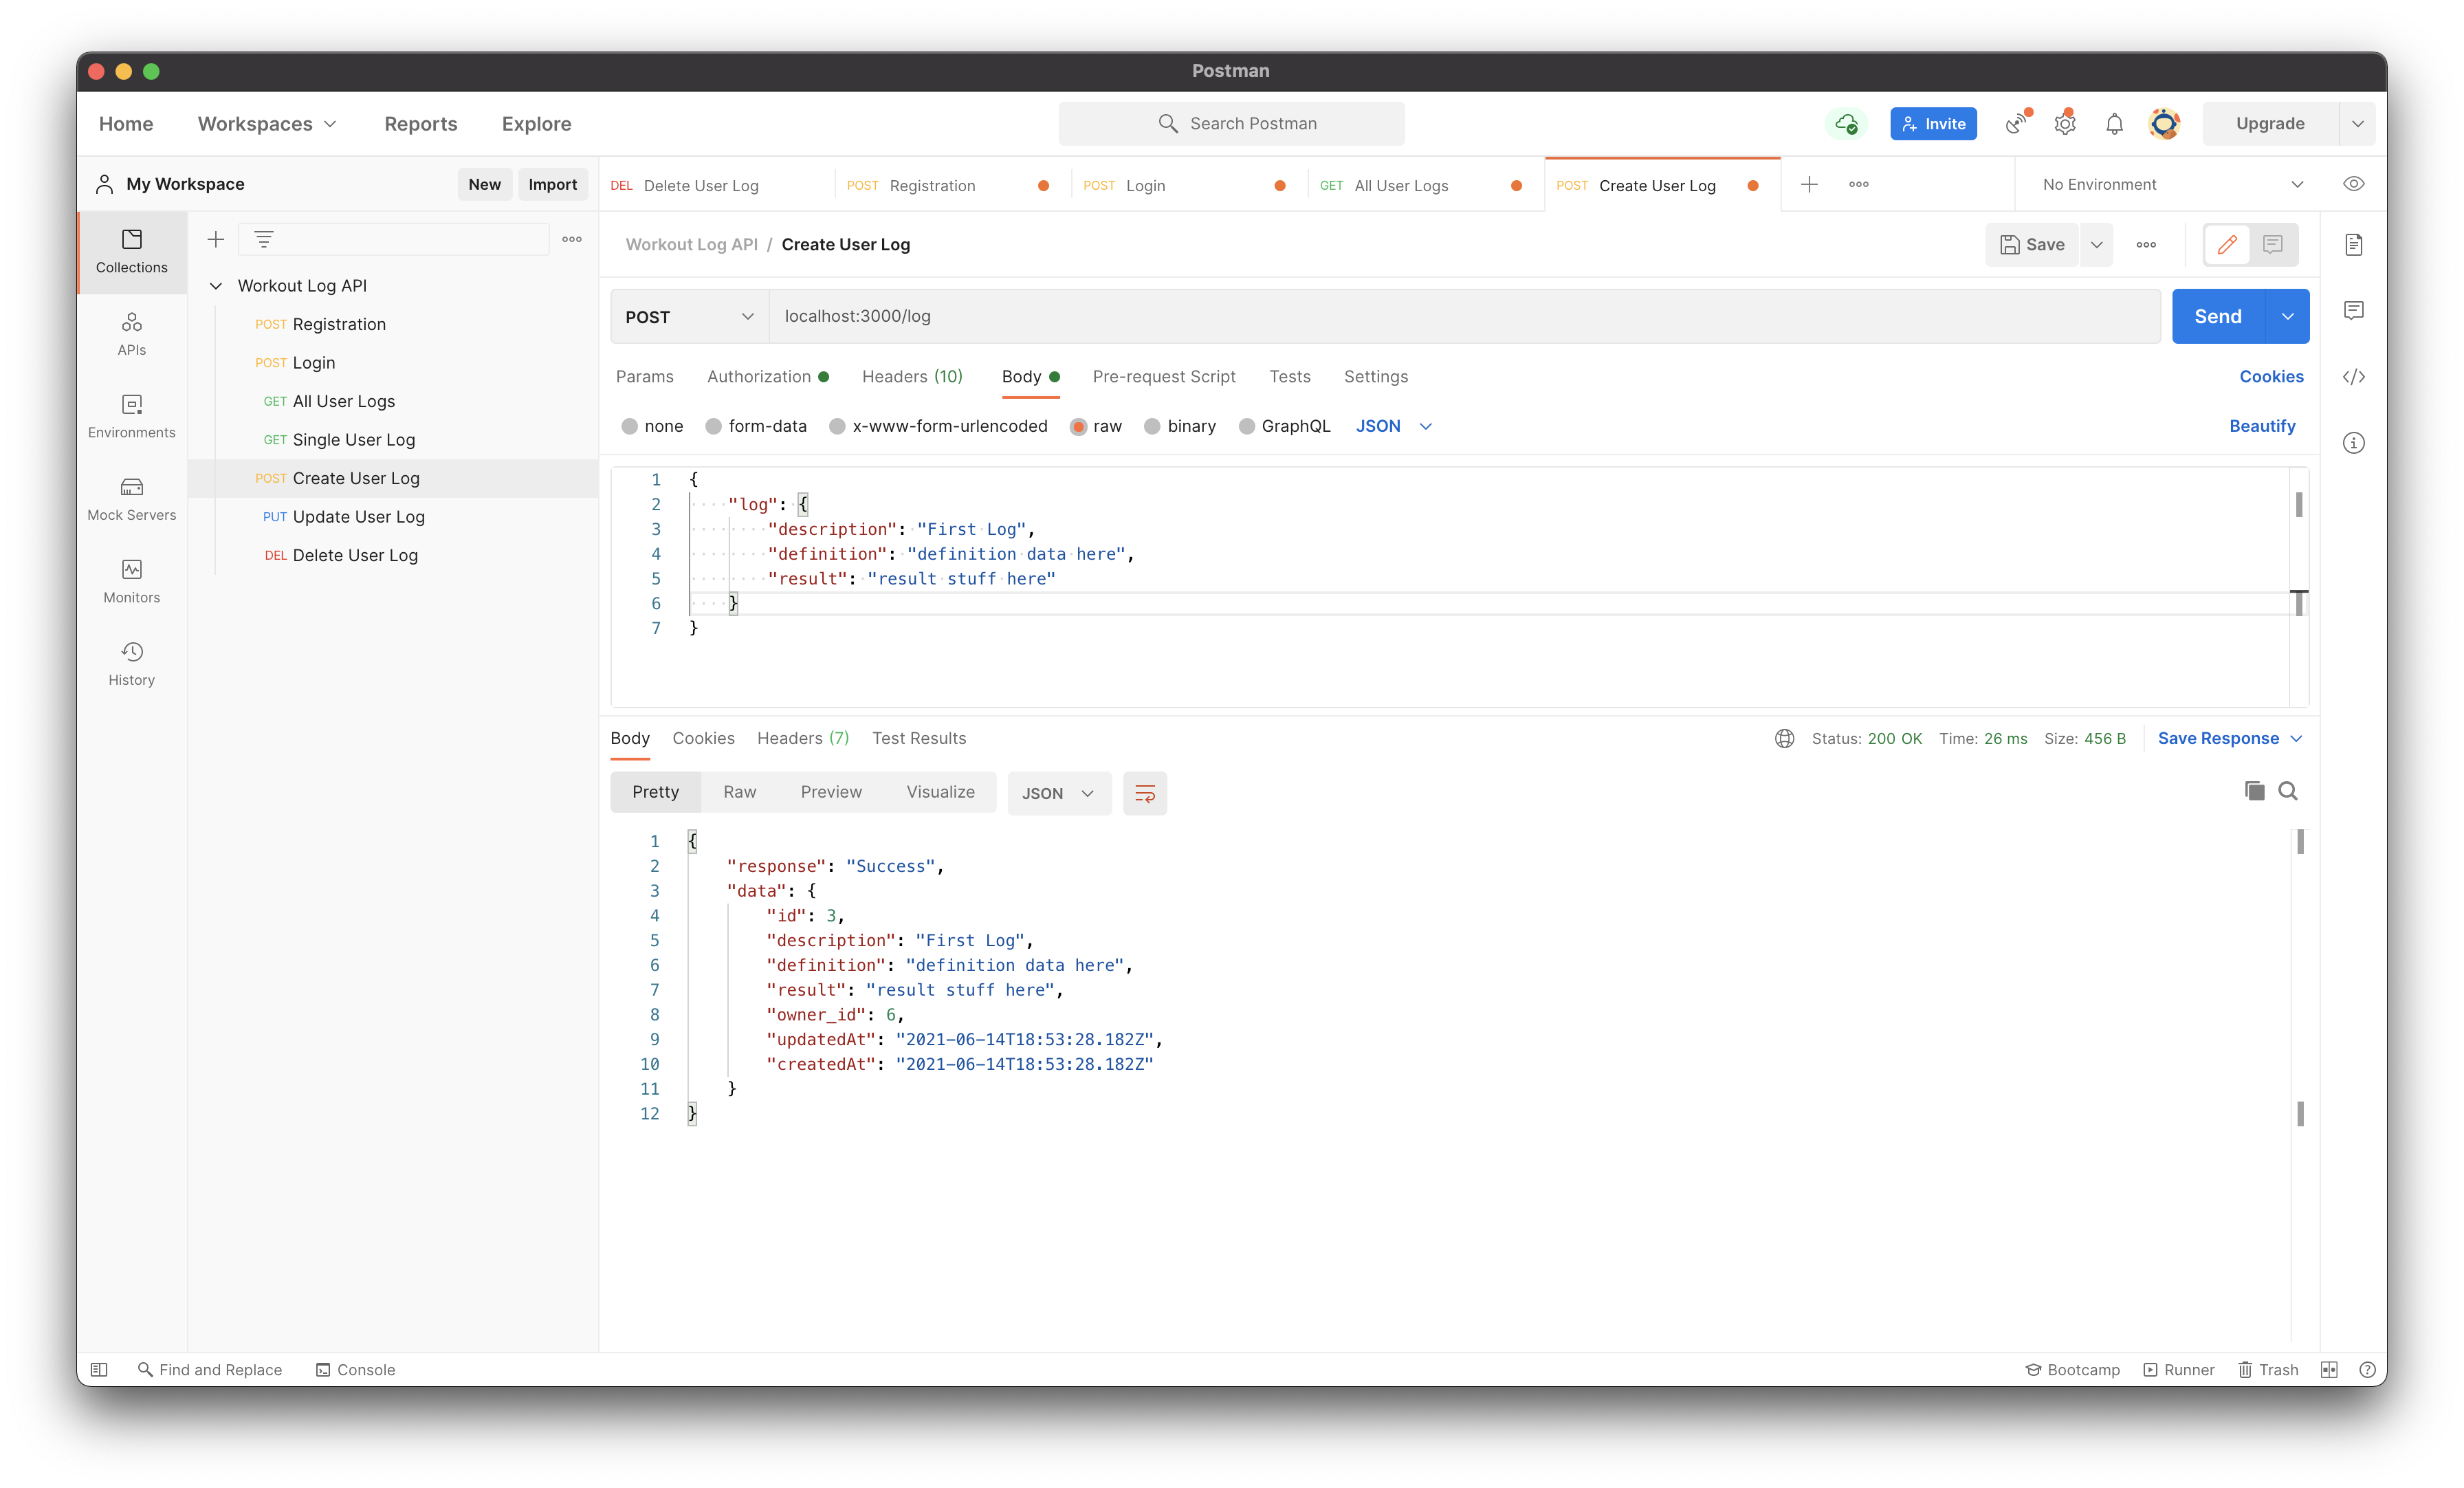 Postman
Home Workspaces Reports Explore Search Postman Invite Upgrade
My Workspace New Import
DEL Delete User Log POST Registration POST Login GET All User Logs POST Create User Log ooo No Environment
Collections
APIs
Environments
Mock Servers
Monitors
History
Workout Log API
POST Registration
POST Login
GET All User Logs
GET Single User Log
POST Create User Log
PUT Update User Log
DEL Delete User Log
Workout Log API / Create User Log Save
POST localhost:3000/log Send
Params Authorization Headers (10) Body Pre-request Script Tests Settings Cookies
none form-data x-www-form-urlencoded raw binary GraphQL JSON Beautify
1 {
2 "log": {
3 "description": "First Log",
4 "definition": "definition data here",
5 "result": "result stuff here"
6 }
7 }
Body Cookies Headers (7) Test Results Status: 200 OK Time: 26 ms Size: 456 B Save Response
Pretty Raw Preview Visualize JSON
1 {
2 "response": "Success",
3 "data": {
4 "id": 3,
5 "description": "First Log",
6 "definition": "definition data here",
7 "result": "result stuff here",
8 "owner_id": 6,
9 "updatedAt": "2021-06-14T18:53:28.182Z",
10 "createdAt": "2021-06-14T18:53:28.182Z"
11 }
12 }
Find and Replace Console Bootcamp Runner Trash